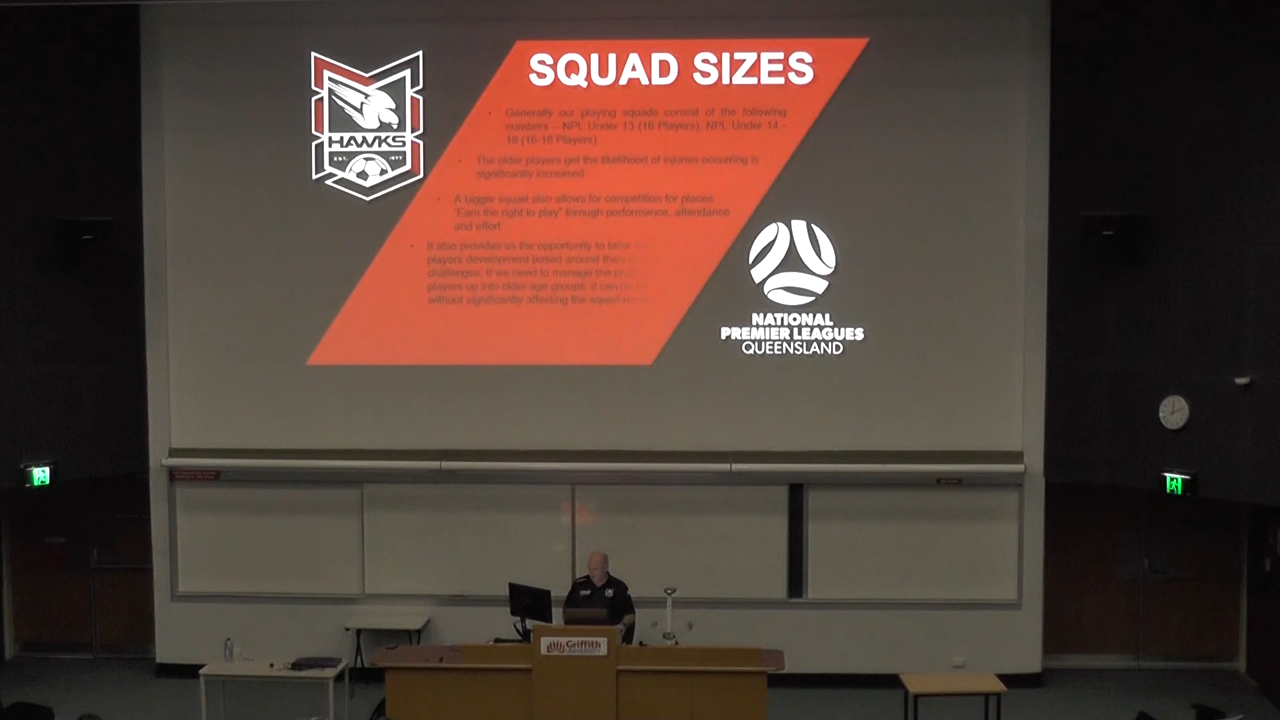 SQUAD SIZES
HAWKS
EST. 1977
Generally our playing squads consist of the following
numbers – NPL Under 13 (16 Players), NPL Under 14 -
The older players get the likelihood of injuries occurring is
significantly increased.
A bigger squad also allows for competition for places
"Earn the right to play" through performance, attendance
and effort.
It also provides us the opportunity to tailor
players development based around their
challenges. If we need to manage the
players up into older age groups, it can
without significantly affecting the squad
NATIONAL
PREMIER LEAGUES
QUEENSLAND
Griffith
UNIVERSITY